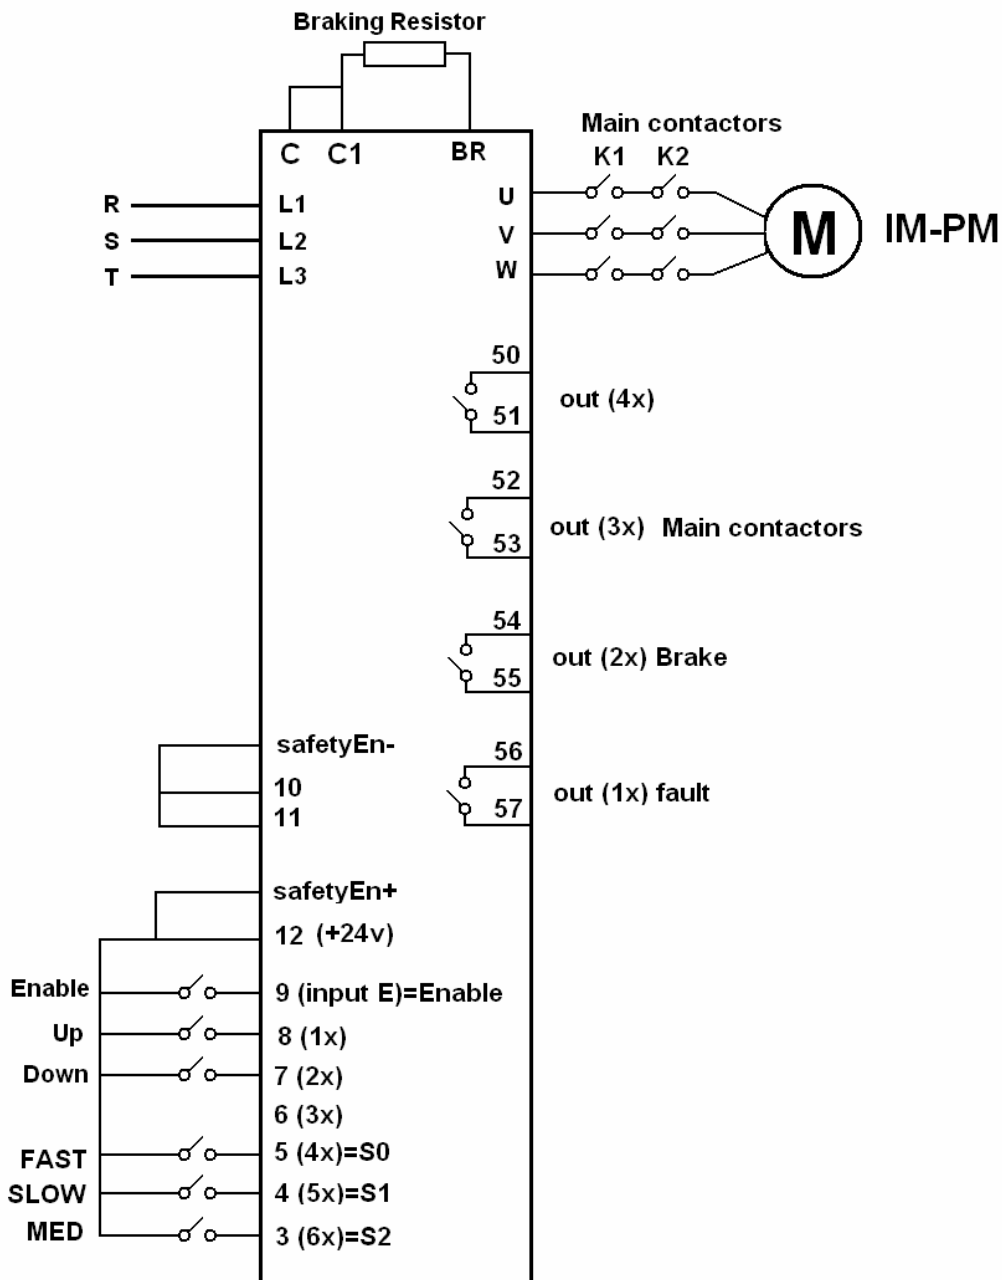 Braking Resistor
Main contactors
K1 K2
C C1 BR
R L1 U
S L2 V
T L3 W
M IM-PM
50
51
out (4x)
52
53
out (3x) Main contactors
54
55
out (2x) Brake
56
57
out (1x) fault
safetyEn-
10
11
safetyEn+
12 (+24v)
Enable 9 (input E)=Enable
Up 8 (1x)
Down 7 (2x)
6 (3x)
FAST 5 (4x)=S0
SLOW 4 (5x)=S1
MED 3 (6x)=S2